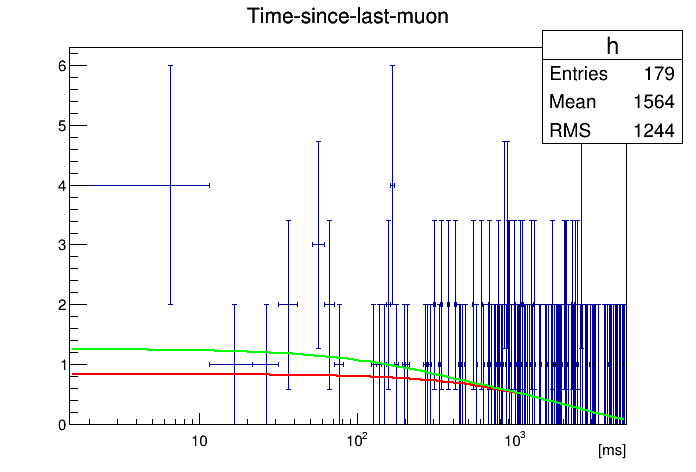 Time-since-last-muon
h
Entries 179
Mean 1564
RMS 1244
6
5
4
3
2
1
0
10
10²
10³
[ms]